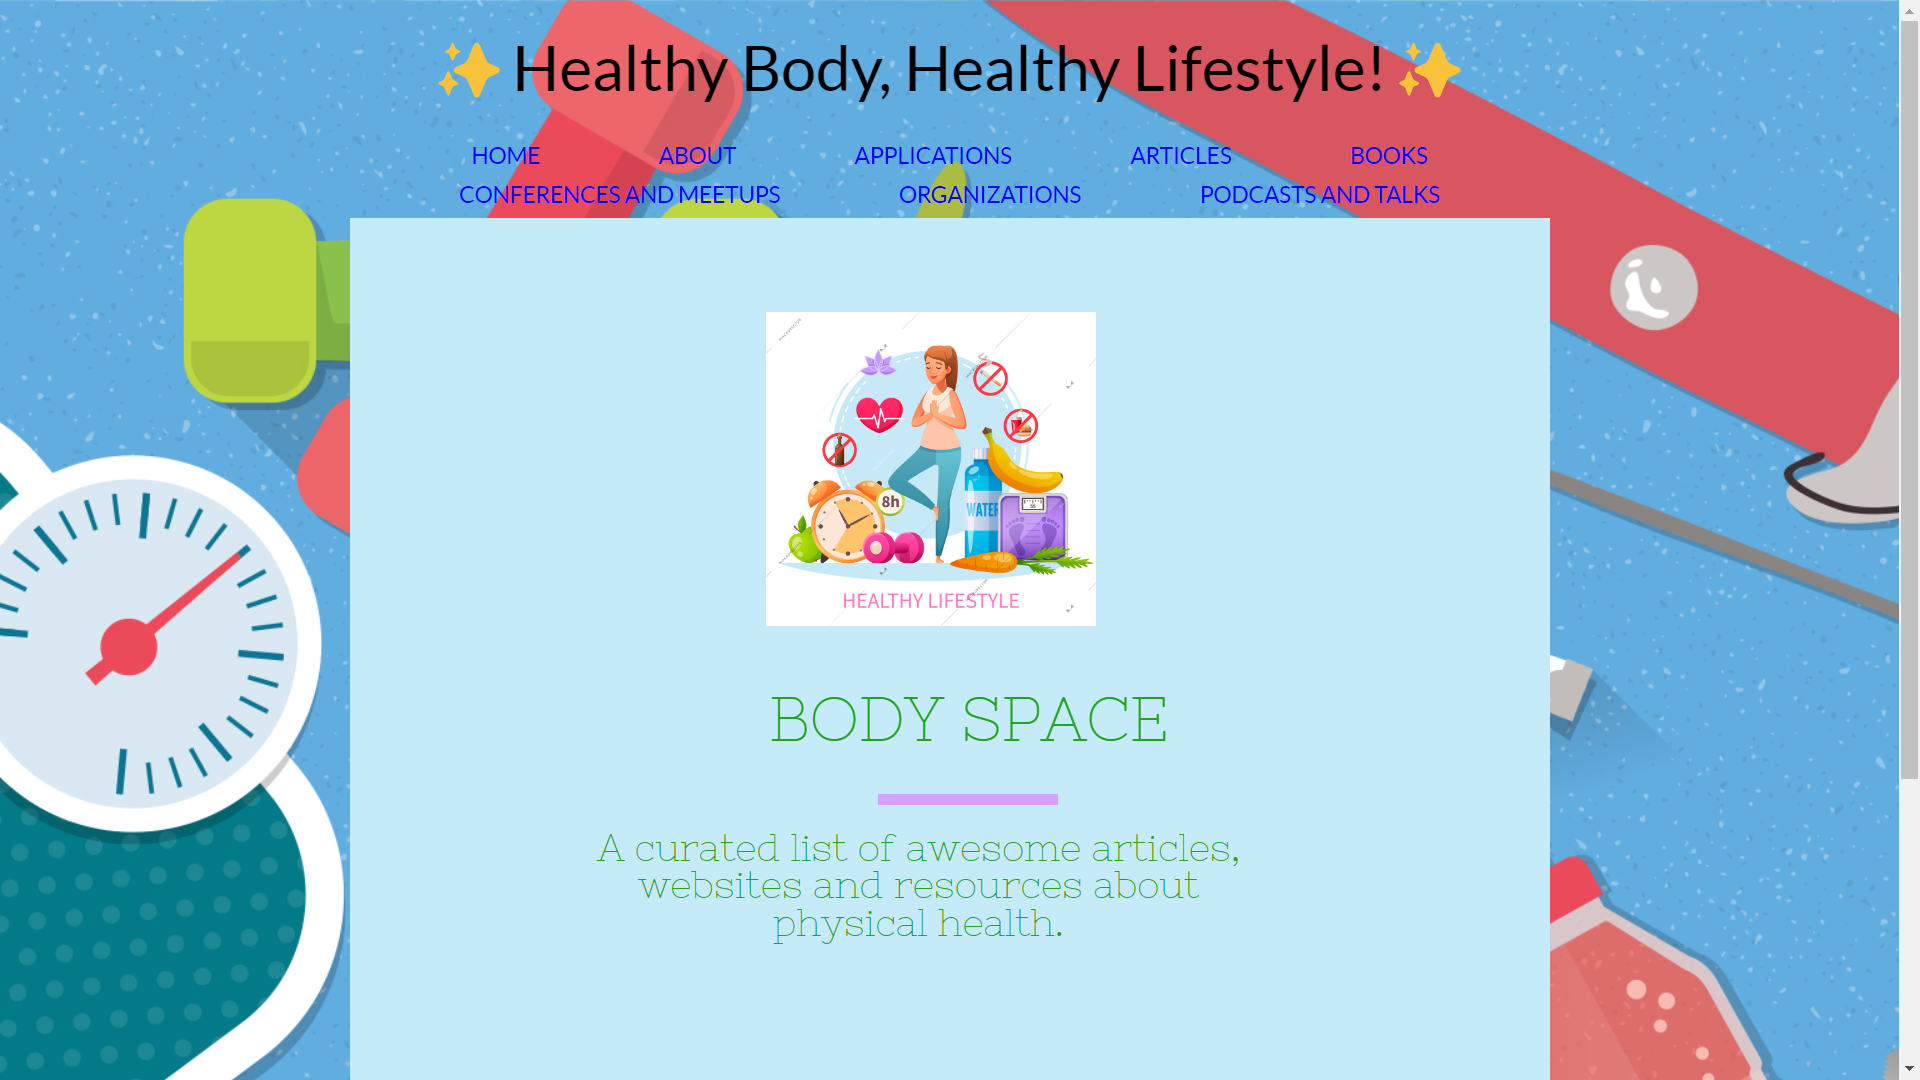 ✨ Healthy Body, Healthy Lifestyle! ✨
HOME ABOUT APPLICATIONS ARTICLES BOOKS
CONFERENCES AND MEETUPS ORGANIZATIONS PODCASTS AND TALKS
8h
WATER
HEALTHY LIFESTYLE
BODY SPACE
A curated list of awesome articles,
websites and resources about
physical health.